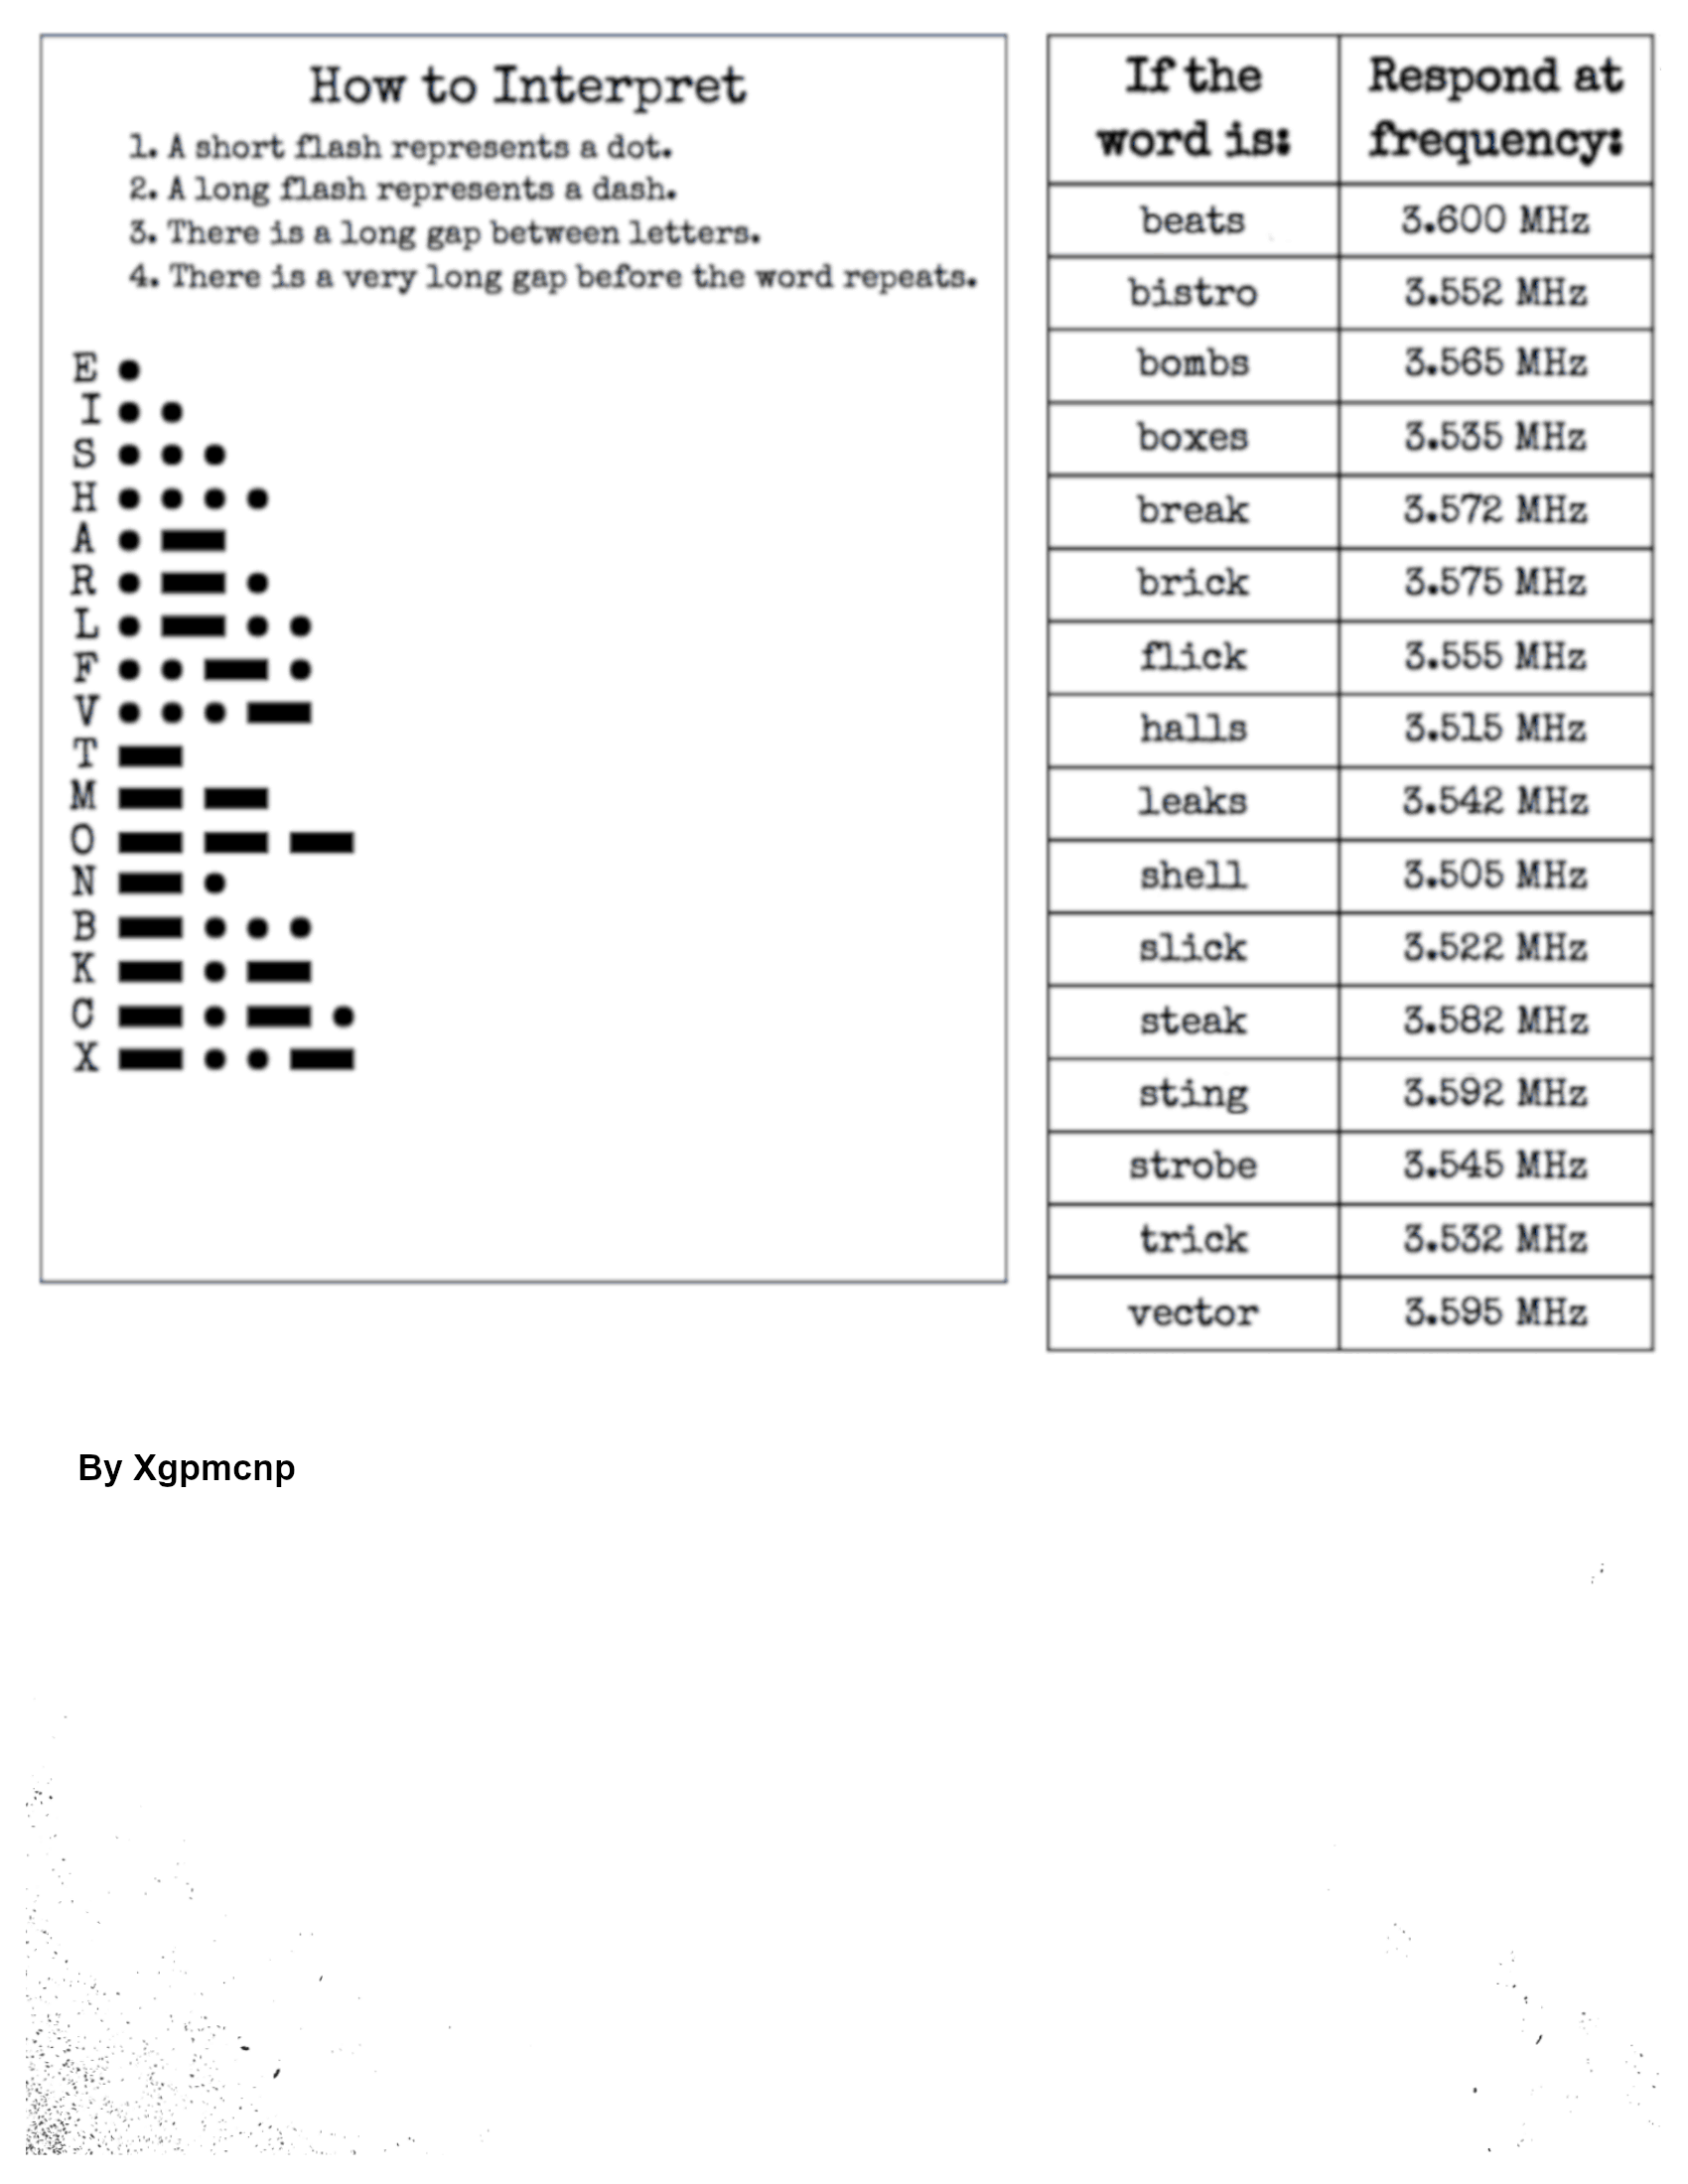 How to Interpret
1. A short flash represents a dot.
2. A long flash represents a dash.
3. There is a long gap between letters.
4. There is a very long gap before the word repeats.
E
I
S
H
A
R
L
F
V
T
M
O
N
B
K
C
X
If the word is: Respond at frequency:
beats 3.600 MHz
bistro 3.552 MHz
bombs 3.565 MHz
boxes 3.535 MHz
break 3.572 MHz
brick 3.575 MHz
flick 3.555 MHz
halls 3.515 MHz
leaks 3.542 MHz
shell 3.505 MHz
slick 3.522 MHz
steak 3.582 MHz
sting 3.592 MHz
strobe 3.545 MHz
trick 3.532 MHz
vector 3.595 MHz
By Xgpmcnp